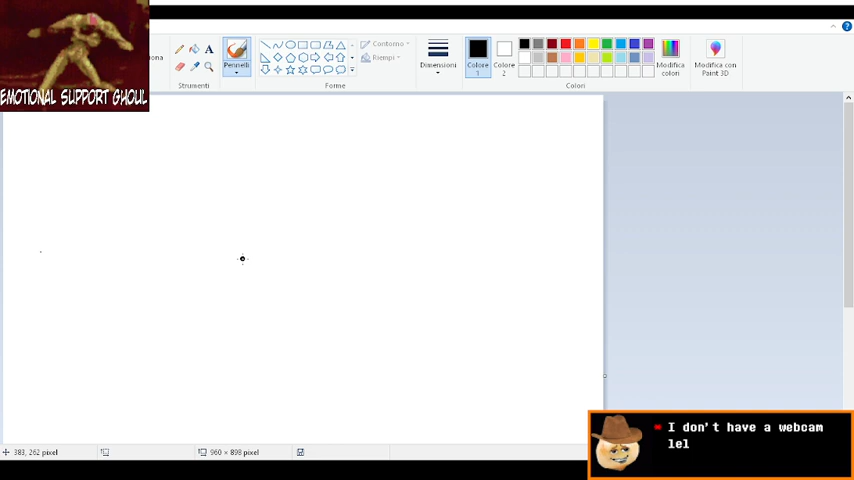 EMOTIONAL SUPPORT GHOUL
Pennelli
Contorno
Riempi
Dimensioni
Colore
1
Colore
2
Modifica
colori
Modifica con
Paint 3D
Strumenti
Forme
Colori
I don't have a webcam
lel
383, 262 pixel
960 × 898 pixel